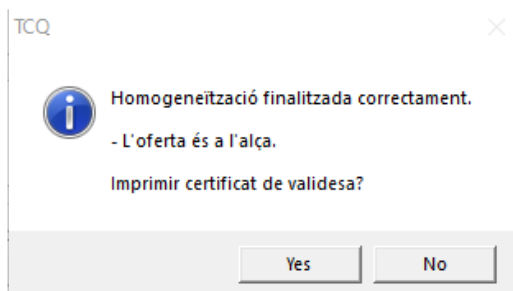 TCQ
Homogeneïtzació finalitzada correctament.
- L'oferta és a l'alça.
Imprimir certificat de validesa?
Yes
No